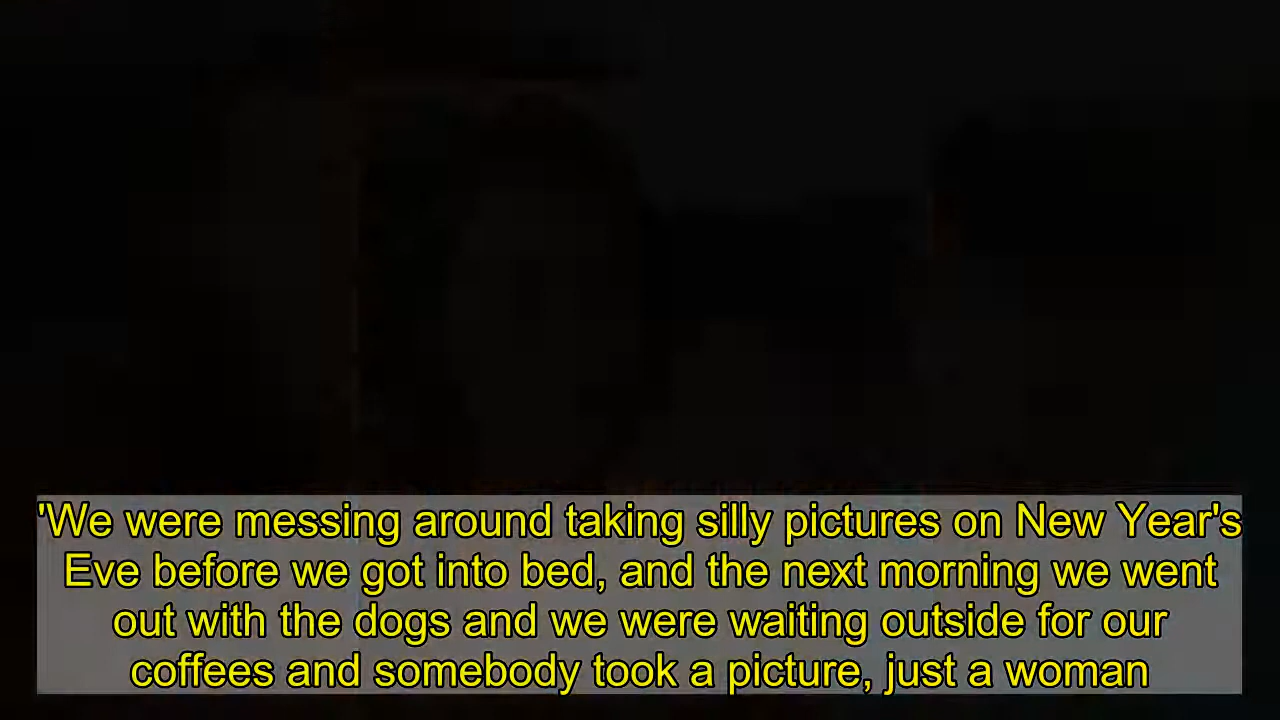 'We were messing around taking silly pictures on New Year's
Eve before we got into bed, and the next morning we went
out with the dogs and we were waiting outside for our
coffees and somebody took a picture, just a woman